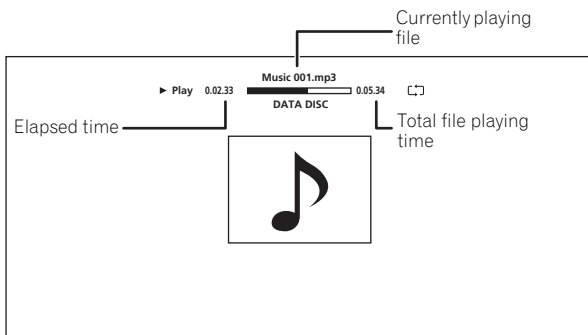 Currently playing
file
Music 001.mp3
► Play 0.02.33 0.05.34
DATA DISC
Elapsed time
Total file playing
time